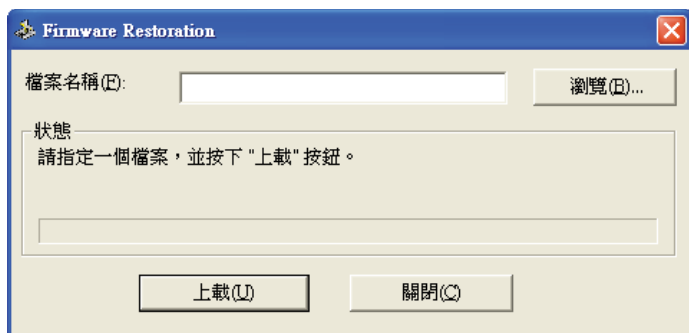 Firmware Restoration
檔案名稱(F): 瀏覽(B)...
狀態
請指定一個檔案，並按下 "上載" 按鈕。
上載(U) 關閉(C)